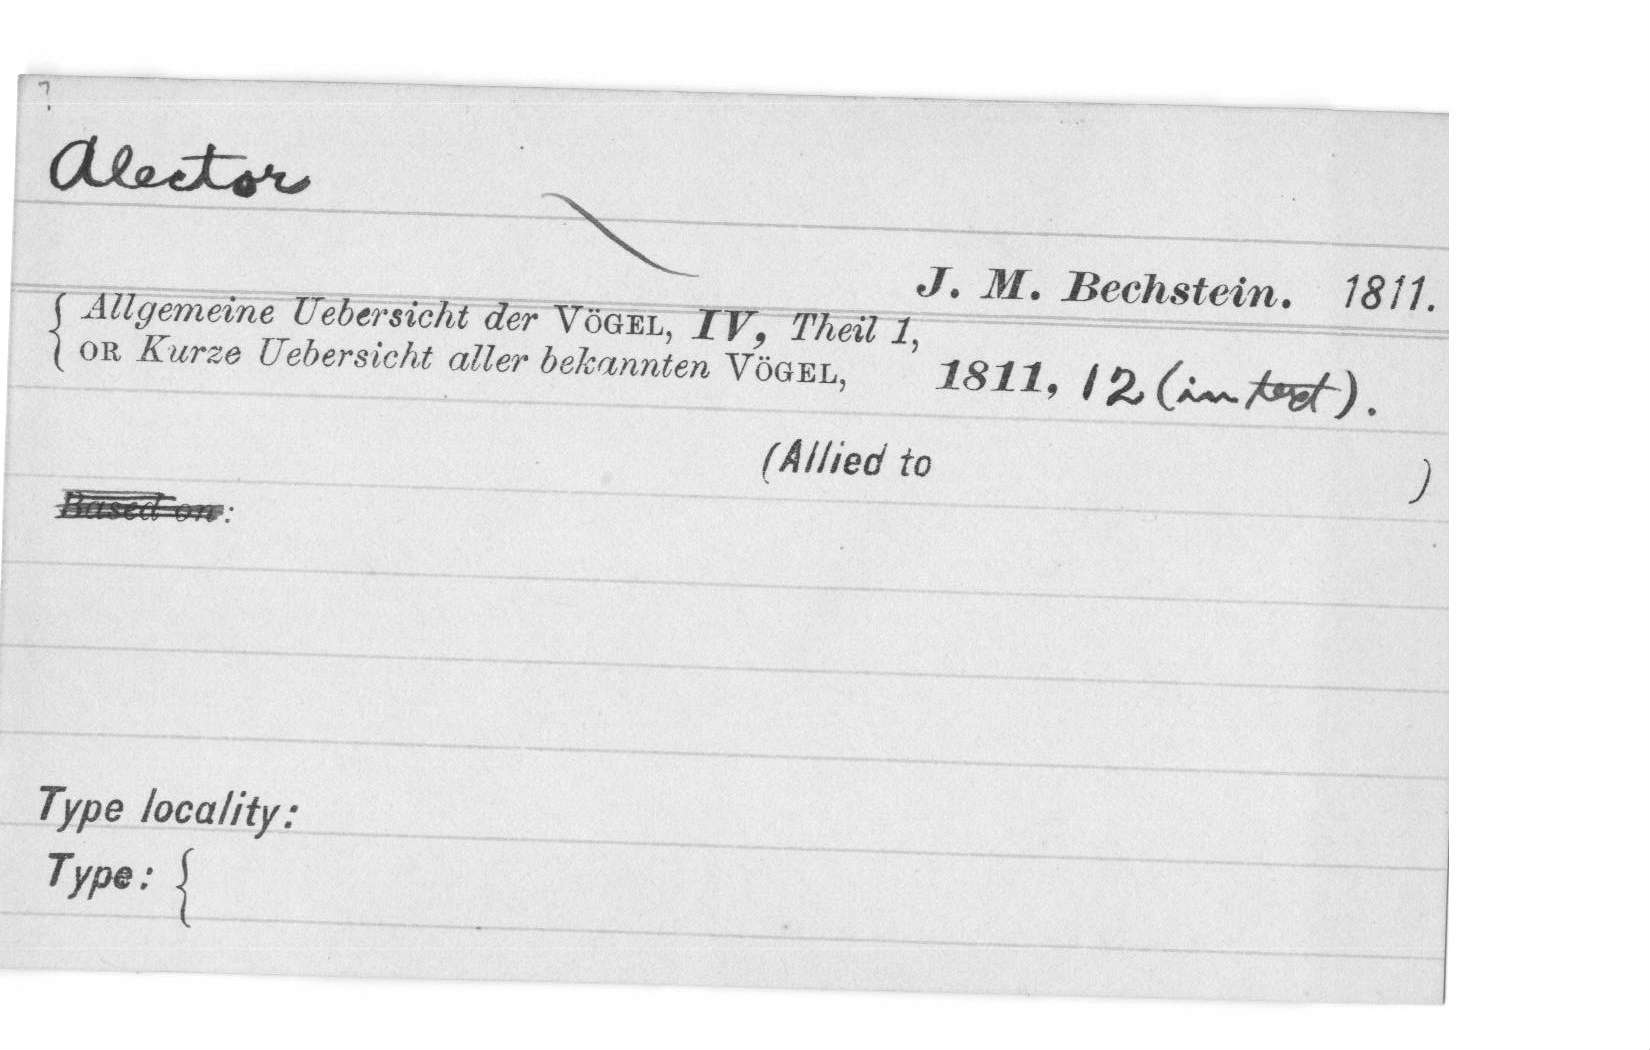 ?
Alector
J. M. Bechstein. 1811.
{ Allgemeine Uebersicht der VÖGEL, IV, Theil 1,
OR Kurze Uebersicht aller bekannten VÖGEL, 1811, 12 (in text).
(Allied to )
Based on:
Type locality:
Type: {